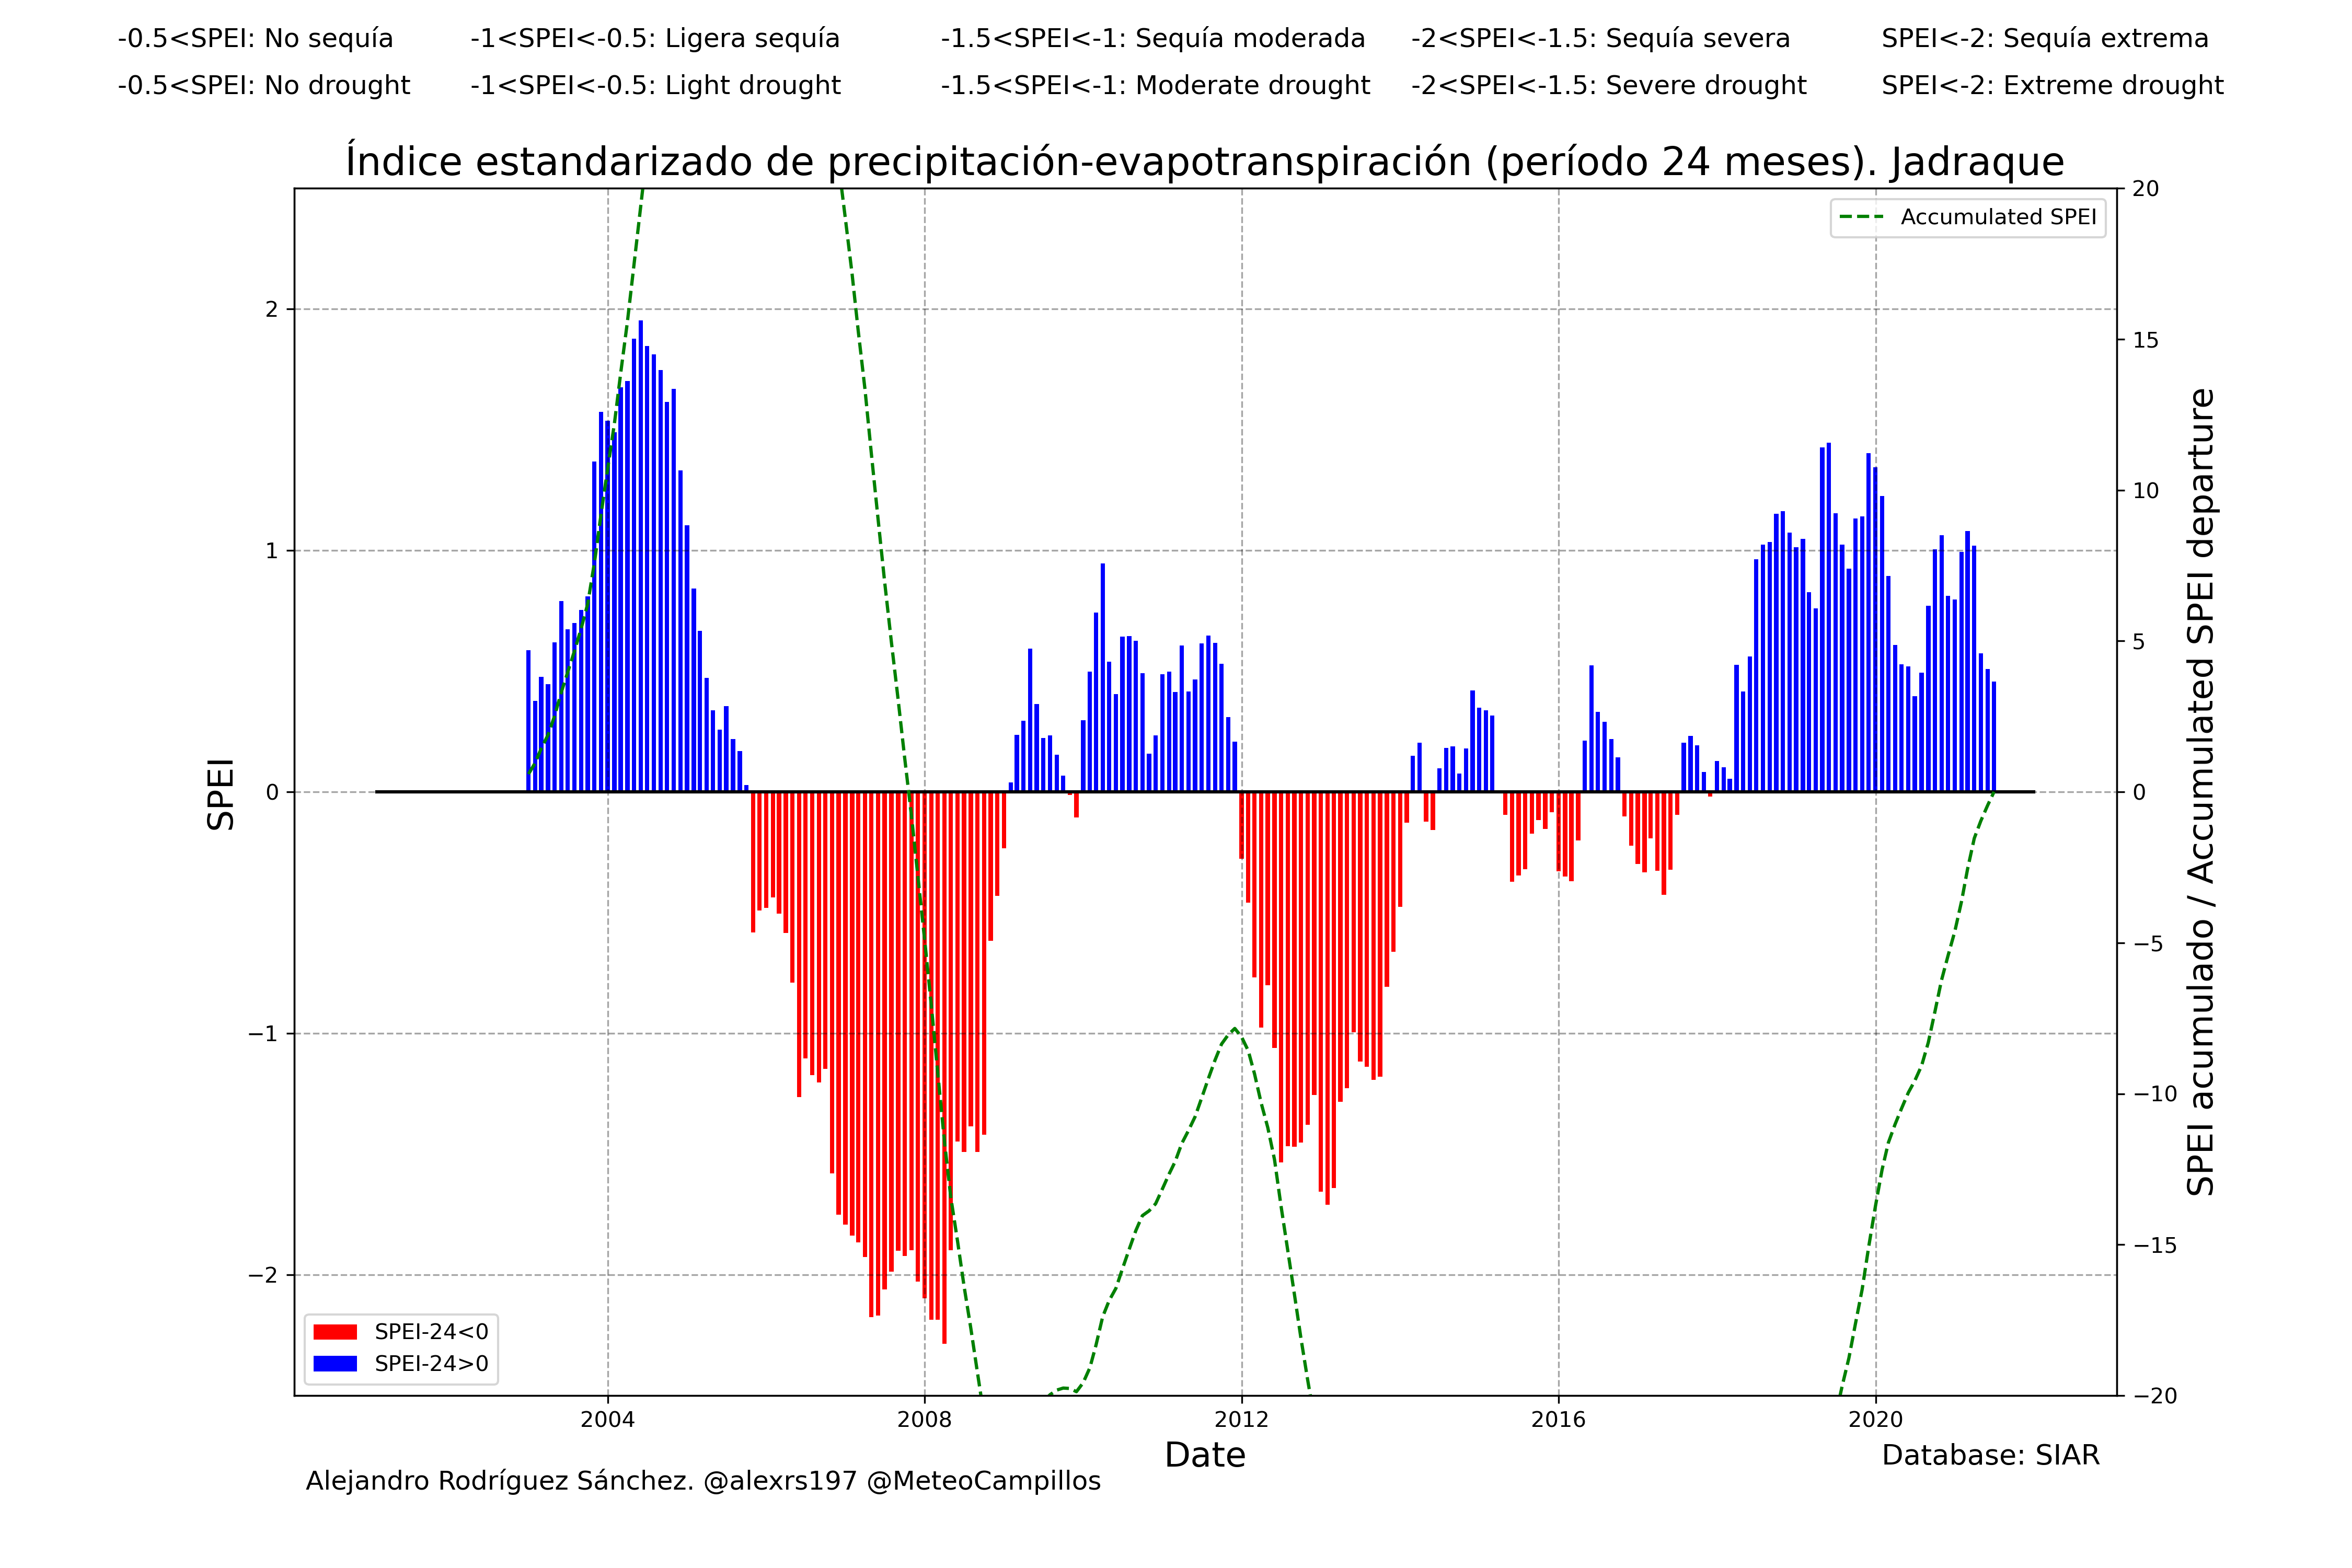 -0.5<SPEI: No sequía -1<SPEI<-0.5: Ligera sequía -1.5<SPEI<-1: Sequía moderada -2<SPEI<-1.5: Sequía severa SPEI<-2: Sequía extrema
-0.5<SPEI: No drought -1<SPEI<-0.5: Light drought -1.5<SPEI<-1: Moderate drought -2<SPEI<-1.5: Severe drought SPEI<-2: Extreme drought
Índice estandarizado de precipitación-evapotranspiración (período 24 meses). Jadraque
Accumulated SPEI
SPEI
2
1
0
−1
−2
20
15
10
5
0
−5
−10
−15
−20
SPEI acumulado / Accumulated SPEI departure
SPEI-24<0
SPEI-24>0
2004 2008 2012 2016 2020
Date
Database: SIAR
Alejandro Rodríguez Sánchez. @alexrs197 @MeteoCampillos